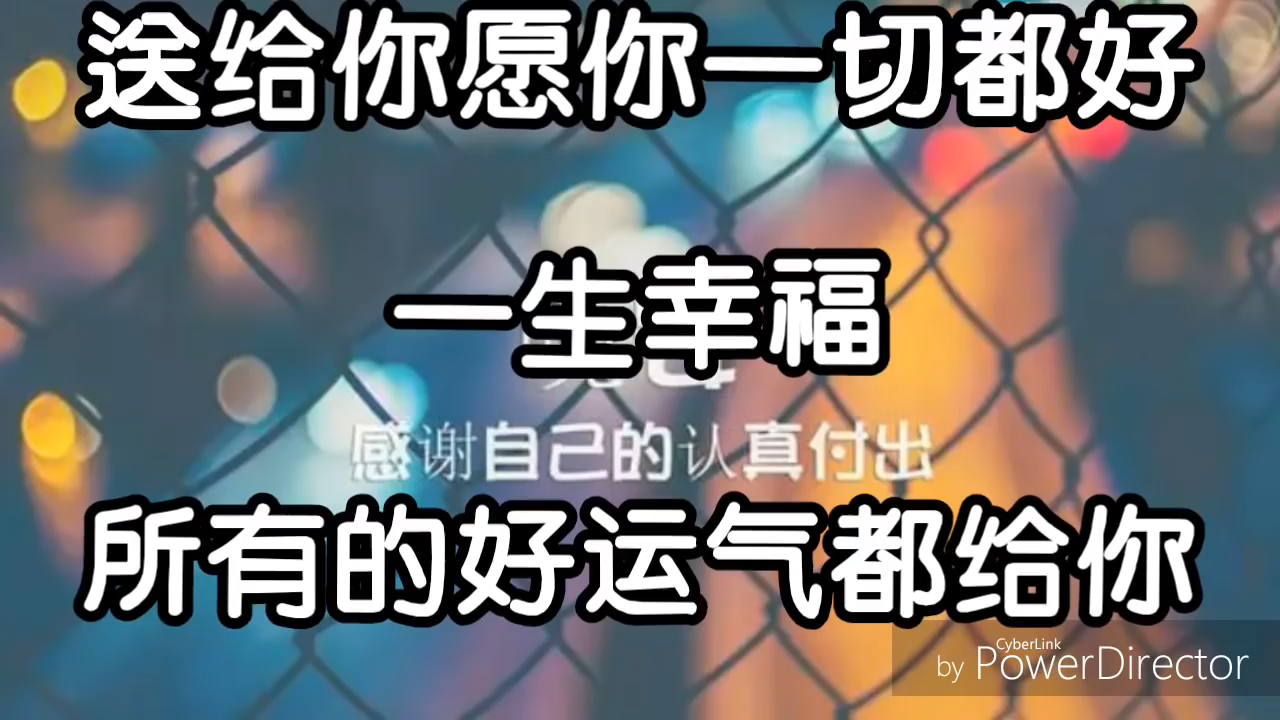 送给你愿你一切都好
一生幸福
感谢自己的认真付出
所有的好运气都给你
CyberLink
by PowerDirector